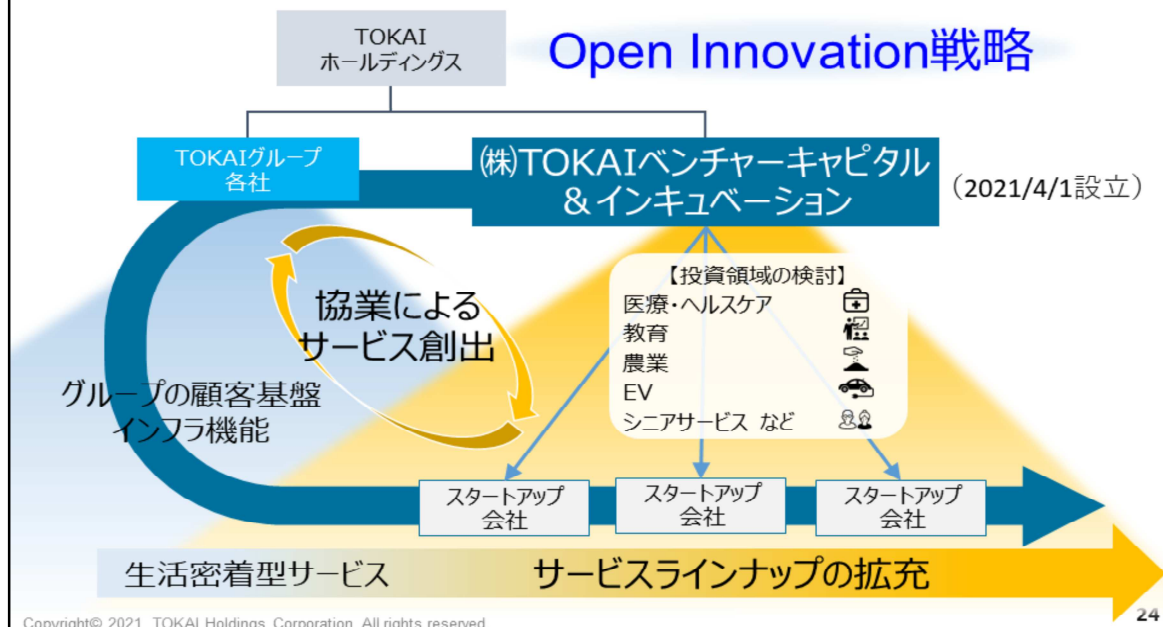 TOKAI
ホールディングス
Open Innovation戦略
TOKAIグループ
各社
㈱TOKAIベンチャーキャピタル
＆インキュベーション
（2021/4/1設立）
【投資領域の検討】
医療・ヘルスケア
教育
農業
EV
シニアサービス など
協業による
サービス創出
グループの顧客基盤
インフラ機能
スタートアップ
会社
スタートアップ
会社
スタートアップ
会社
生活密着型サービス
サービスラインナップの拡充
Copyright© 2021 TOKAI Holdings Corporation All rights reserved
24